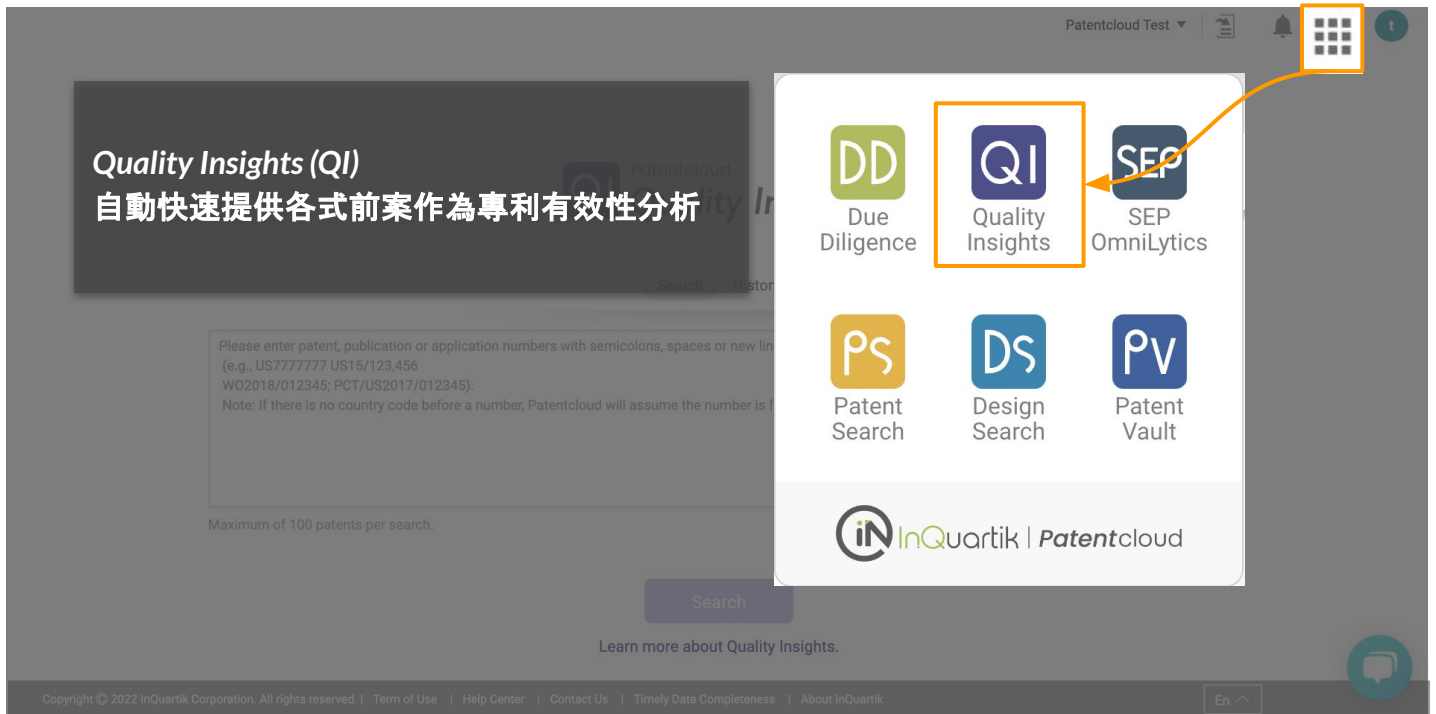 Patentcloud Test
t
Quality Insights (QI)
自動快速提供各式前案作為專利有效性分析
Patentcloud
Search
DD
Due
Diligence
QI
Quality
Insights
SEP
SEP
OmniLytics
PS
Patent
Search
DS
Design
Search
PV
Patent
Vault
iN InQuartik | Patentcloud
Please enter patent, publication or application numbers with semicolons, spaces or new
(e.g., US7777777 US15/123,456
WO2018/012345; PCT/US2017/012345).
Note: If there is no country code before a number, Patentcloud will assume the number is
Maximum of 100 patents per search.
Search
Learn more about Quality Insights.
Copyright © 2022 InQuartik Corporation. All rights reserved. | Term of Use | Help Center | Contact Us | Timely Data Completeness | About InQuartik
En